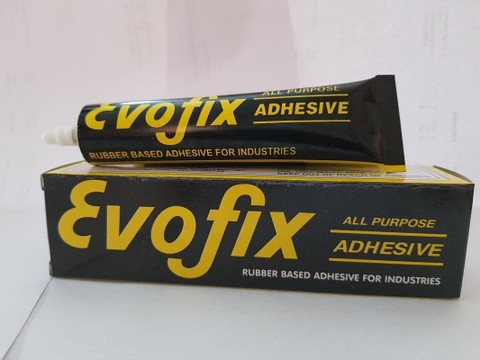 Evofix
ALL PURPOSE
ADHESIVE
RUBBER BASED ADHESIVE FOR INDUSTRIES
Evofix
ALL PURPOSE
ADHESIVE
RUBBER BASED ADHESIVE FOR INDUSTRIES